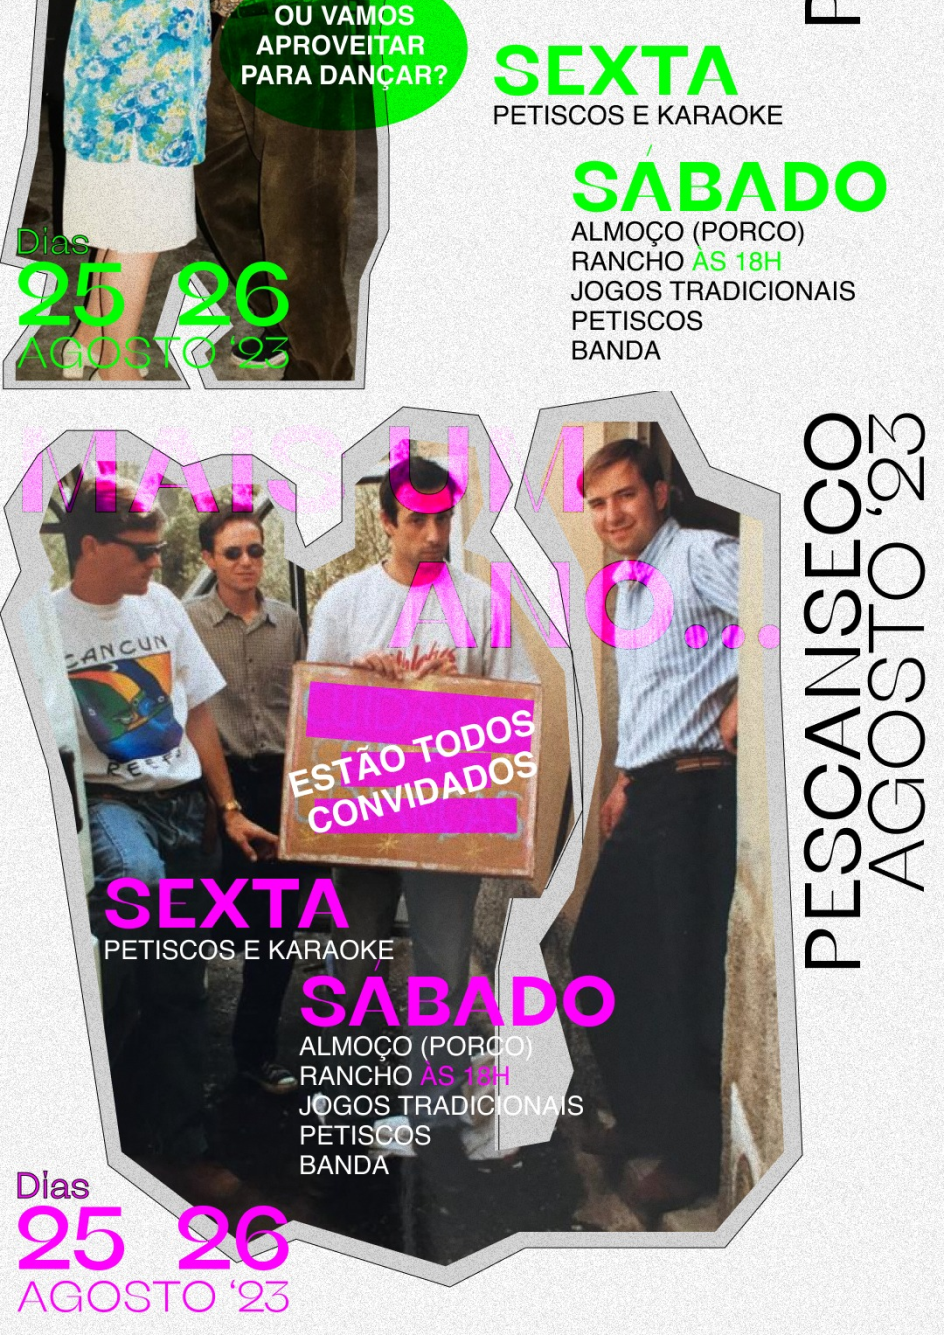 OU VAMOS
APROVEITAR
PARA DANÇAR?
SEXTA
PETISCOS E KARAOKE
SÁBADO
ALMOÇO (PORCO)
RANCHO ÀS 18H
JOGOS TRADICIONAIS
PETISCOS
BANDA
Dias
25 26
AGOSTO ‘23
MAIS UM
ANO...
PESCANSECO
AGOSTO ‘23
CANCUN
REEF
ESTÃO TODOS
CONVIDADOS
SEXTA
PETISCOS E KARAOKE
SÁBADO
ALMOÇO (PORCO)
RANCHO ÀS 18H
JOGOS TRADICIONAIS
PETISCOS
BANDA
Dias
25 26
AGOSTO ‘23